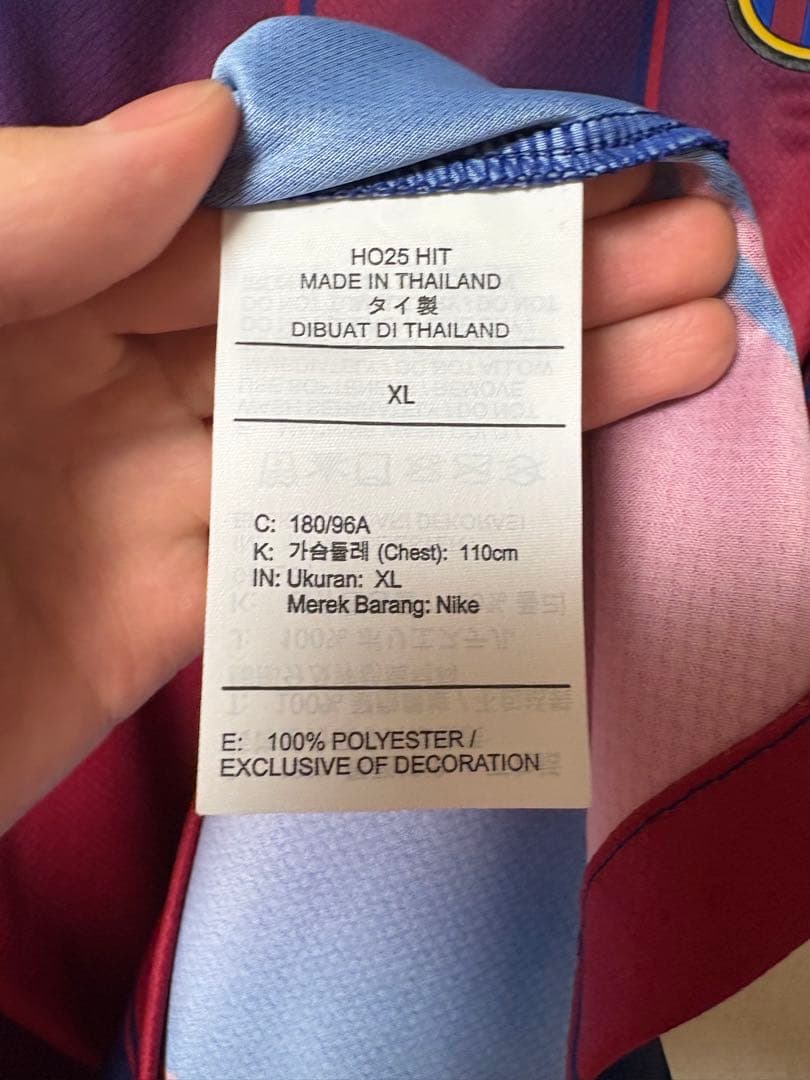 HO25 HIT
MADE IN THAILAND
タイ製
DIBUAT DI THAILAND
XL
C: 180/96A
K: 가슴둘레 (Chest): 110cm
IN: Ukuran: XL
Merek Barang: Nike
E: 100% POLYESTER /
EXCLUSIVE OF DECORATION